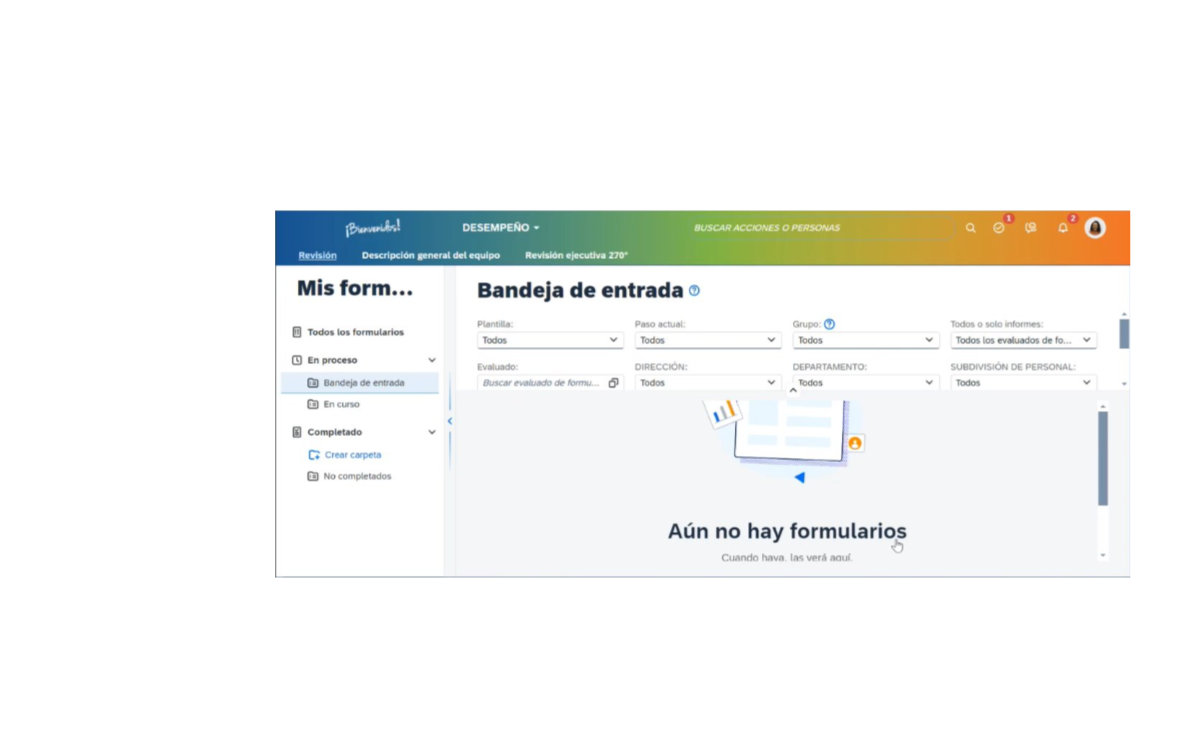 ¡Bienvenidos!
DESEMPEÑO
BUSCAR ACCIONES O PERSONAS
1
2
Revisión
Descripción general del equipo
Revisión ejecutiva 270°
Mis form...
Todos los formularios
En proceso
Bandeja de entrada
En curso
Completado
Crear carpeta
No completados
Bandeja de entrada
Plantilla:
Paso actual:
Grupo:
Todos o solo informes:
Todos
Todos
Todos
Todos los evaluados de fo...
Evaluado:
DIRECCIÓN:
DEPARTAMENTO:
SUBDIVISIÓN DE PERSONAL:
Buscar evaluado de formu...
Todos
Todos
Todos
Aún no hay formularios
Cuando haya, las verá aquí.